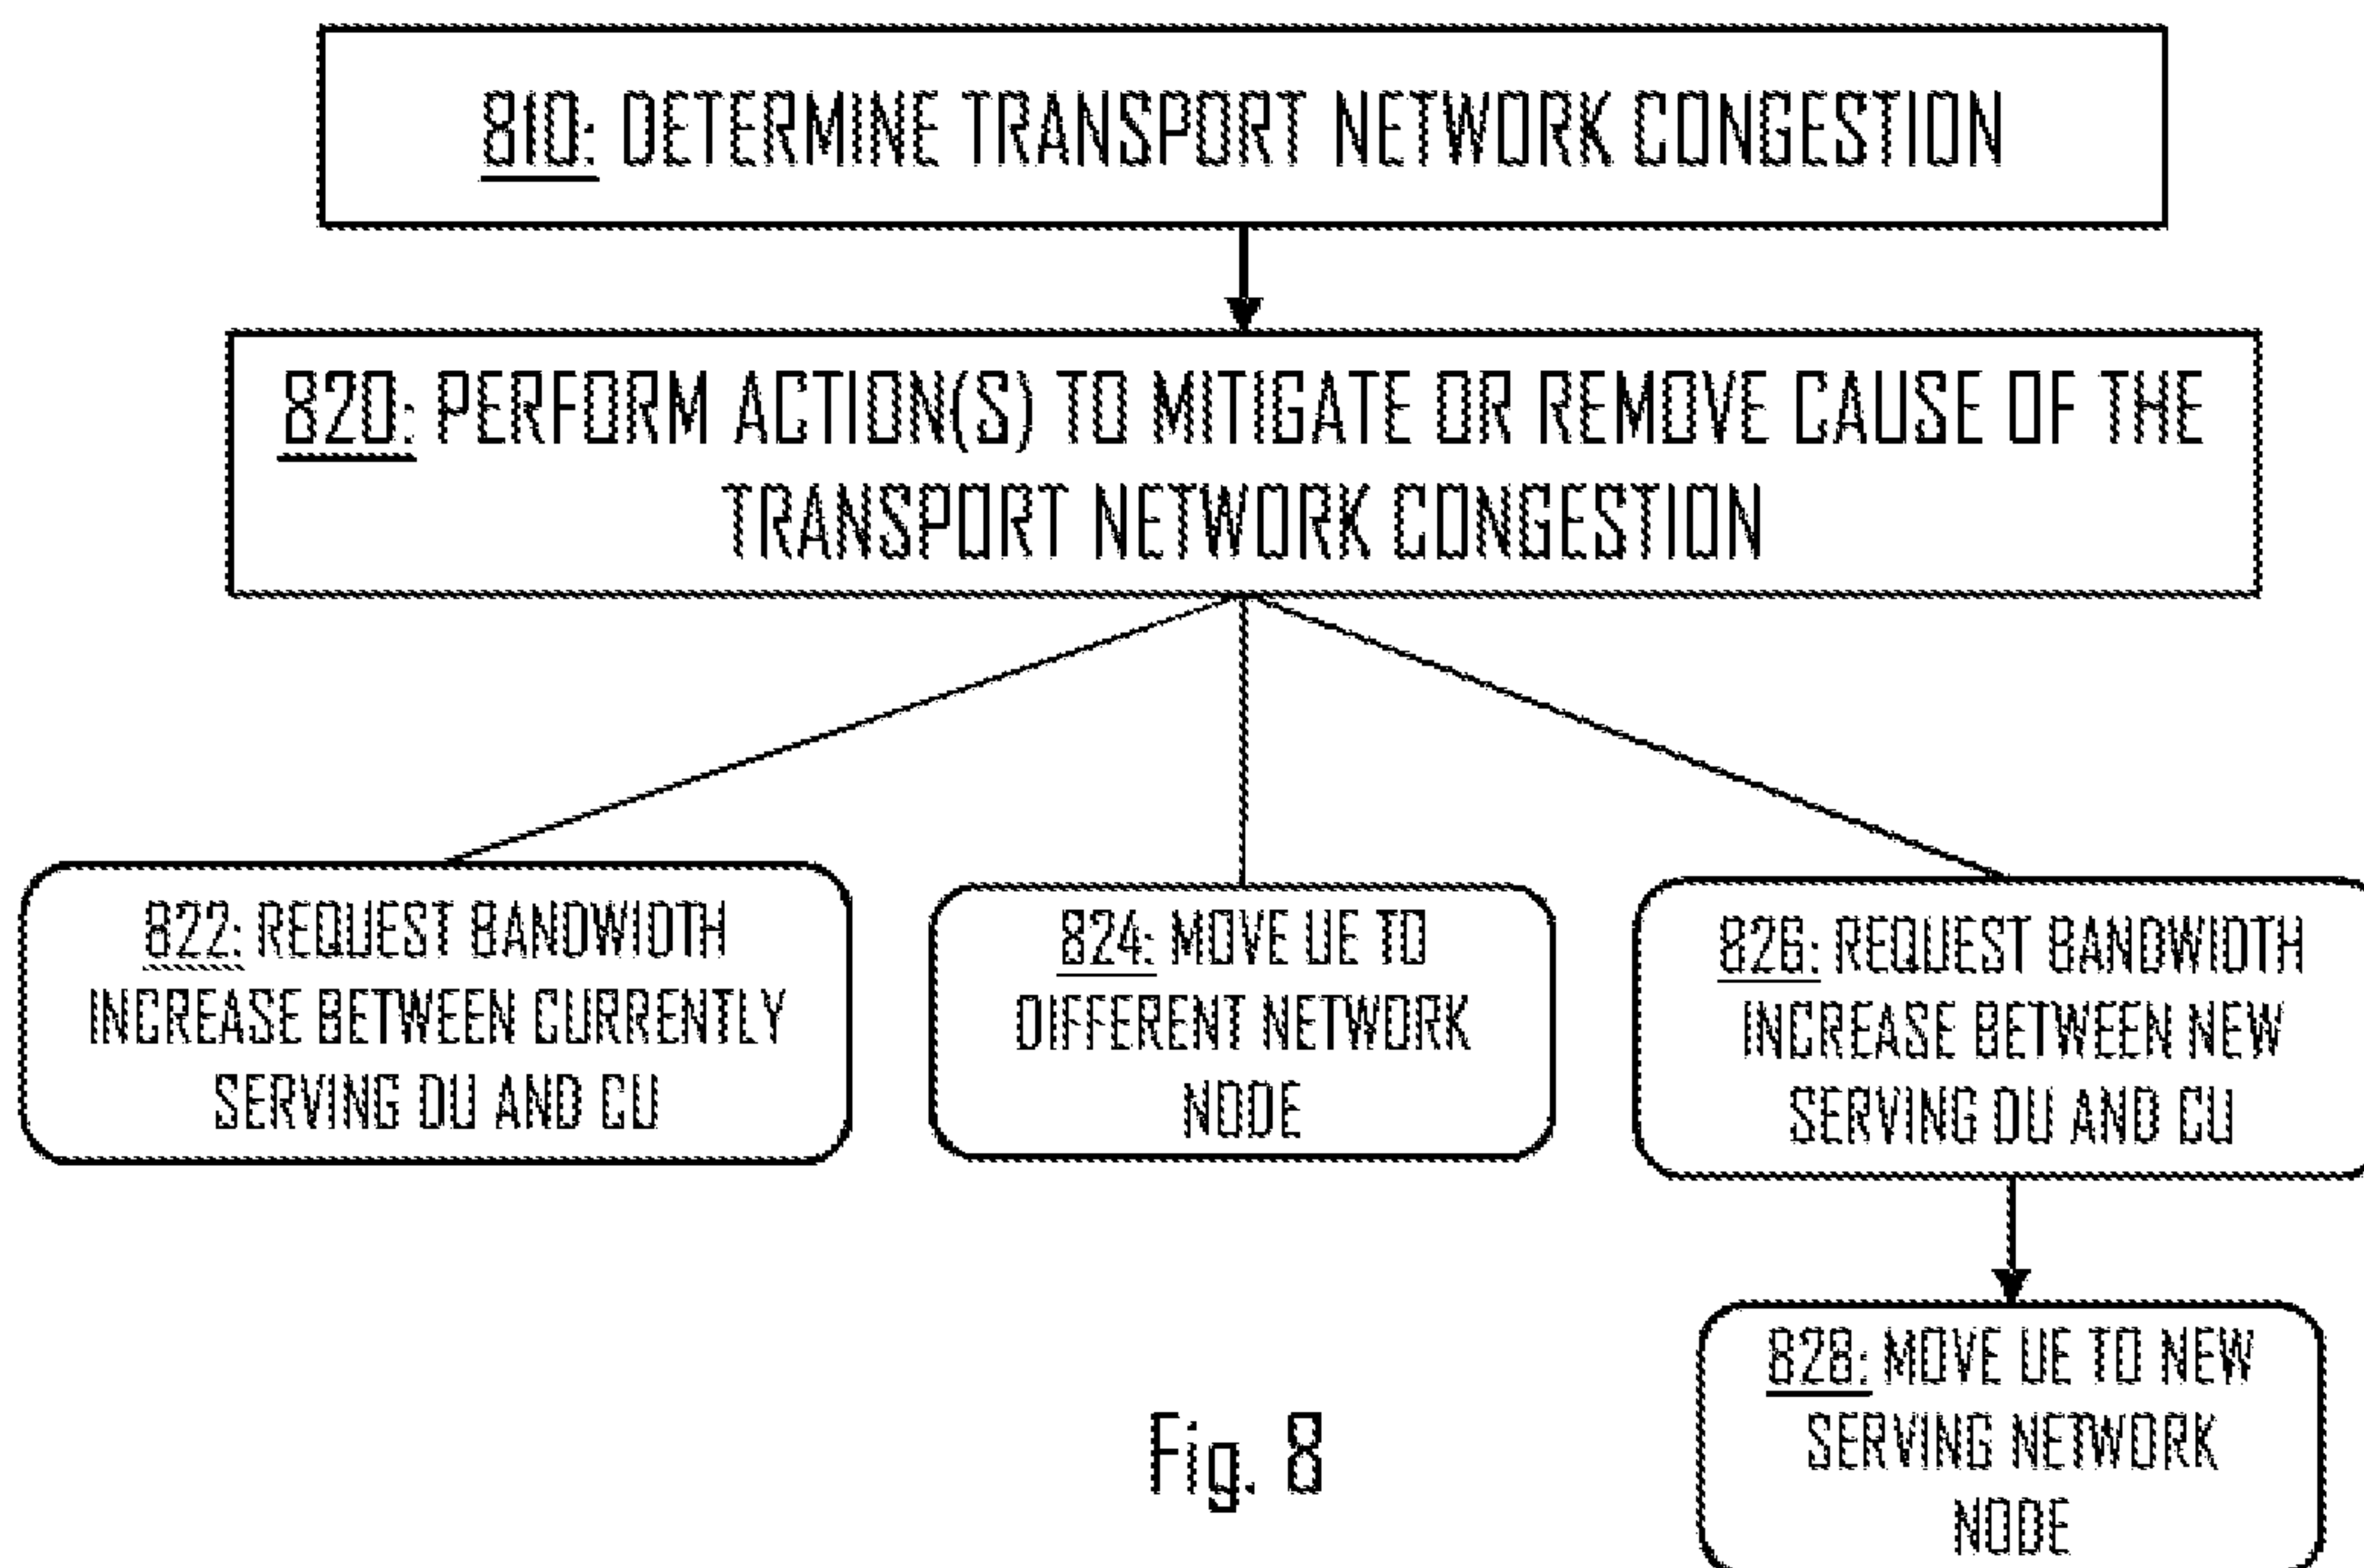 810: DETERMINE TRANSPORT NETWORK CONGESTION
820: PERFORM ACTION(S) TO MITIGATE OR REMOVE CAUSE OF THE
TRANSPORT NETWORK CONGESTION
822: REQUEST BANDWIDTH
INCREASE BETWEEN CURRENTLY
SERVING DU AND CU
824: MOVE UE TO
DIFFERENT NETWORK
NODE
826: REQUEST BANDWIDTH
INCREASE BETWEEN NEW
SERVING DU AND CU
828: MOVE UE TO NEW
SERVING NETWORK
NODE
Fig. 8